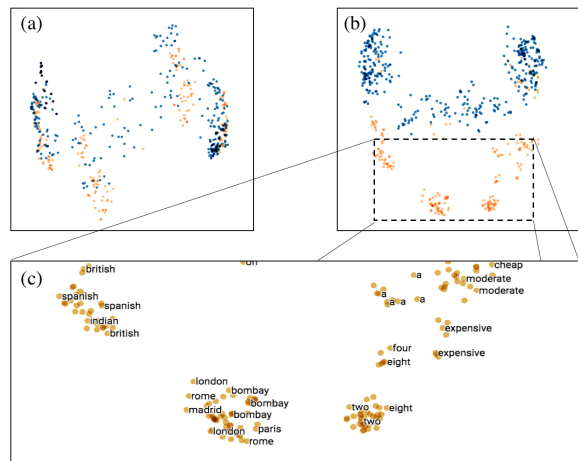 (a)
(b)
(c)
british
cheap
a
moderate
spanish
a
moderate
spanish
a a
a
indian
british
expensive
four
expensive
eight
london
rome
bombay
bombay
madrid
bombay
two
eight
london
paris
two
rome